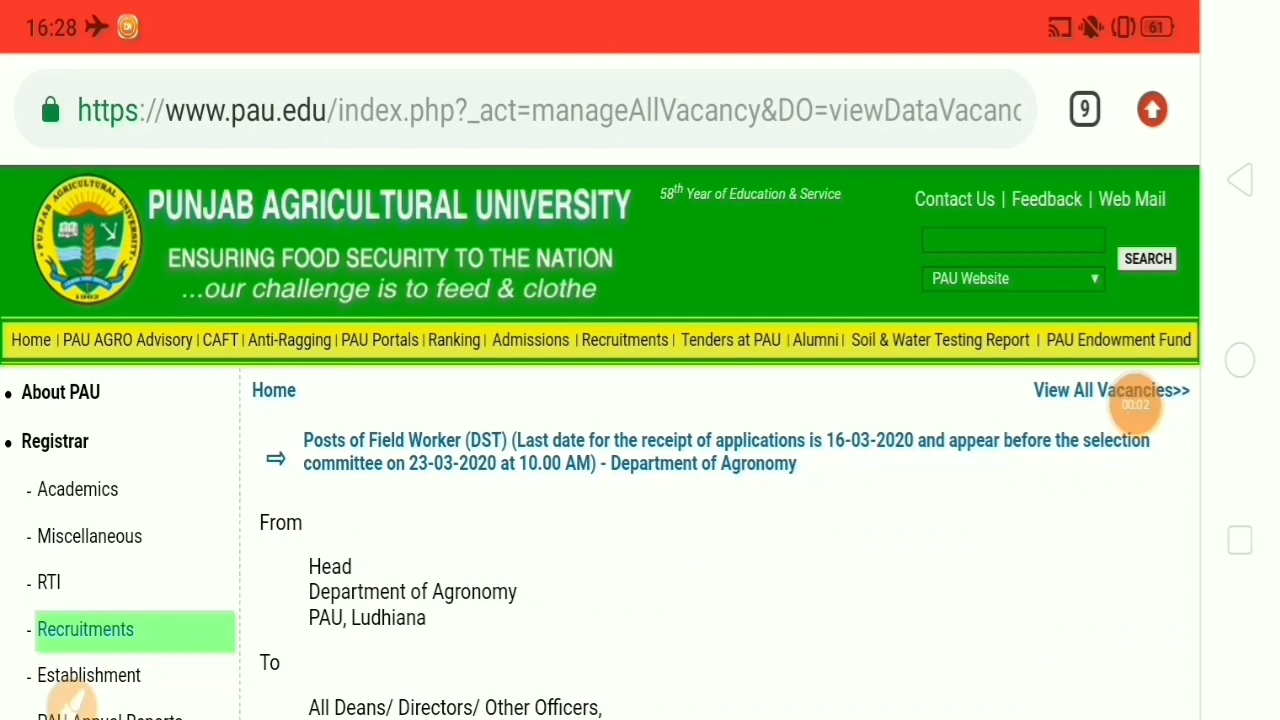 16:28
61
https://www.pau.edu/index.php?_act=manageAllVacancy&DO=viewDataVacanc
9
PUNJAB AGRICULTURAL UNIVERSITY
58th Year of Education & Service
Contact Us | Feedback | Web Mail
ENSURING FOOD SECURITY TO THE NATION
SEARCH
...our challenge is to feed & clothe
PAU Website
Home | PAU AGRO Advisory | CAFT | Anti-Ragging | PAU Portals | Ranking | Admissions | Recruitments | Tenders at PAU | Alumni | Soil & Water Testing Report | PAU Endowment Fund
• About PAU
• Registrar
- Academics
- Miscellaneous
- RTI
- Recruitments
- Establishment
Home
View All Vacancies>>
00:02
⇨ Posts of Field Worker (DST) (Last date for the receipt of applications is 16-03-2020 and appear before the selection
committee on 23-03-2020 at 10.00 AM) - Department of Agronomy
From
Head
Department of Agronomy
PAU, Ludhiana
To
All Deans/ Directors/ Other Officers,